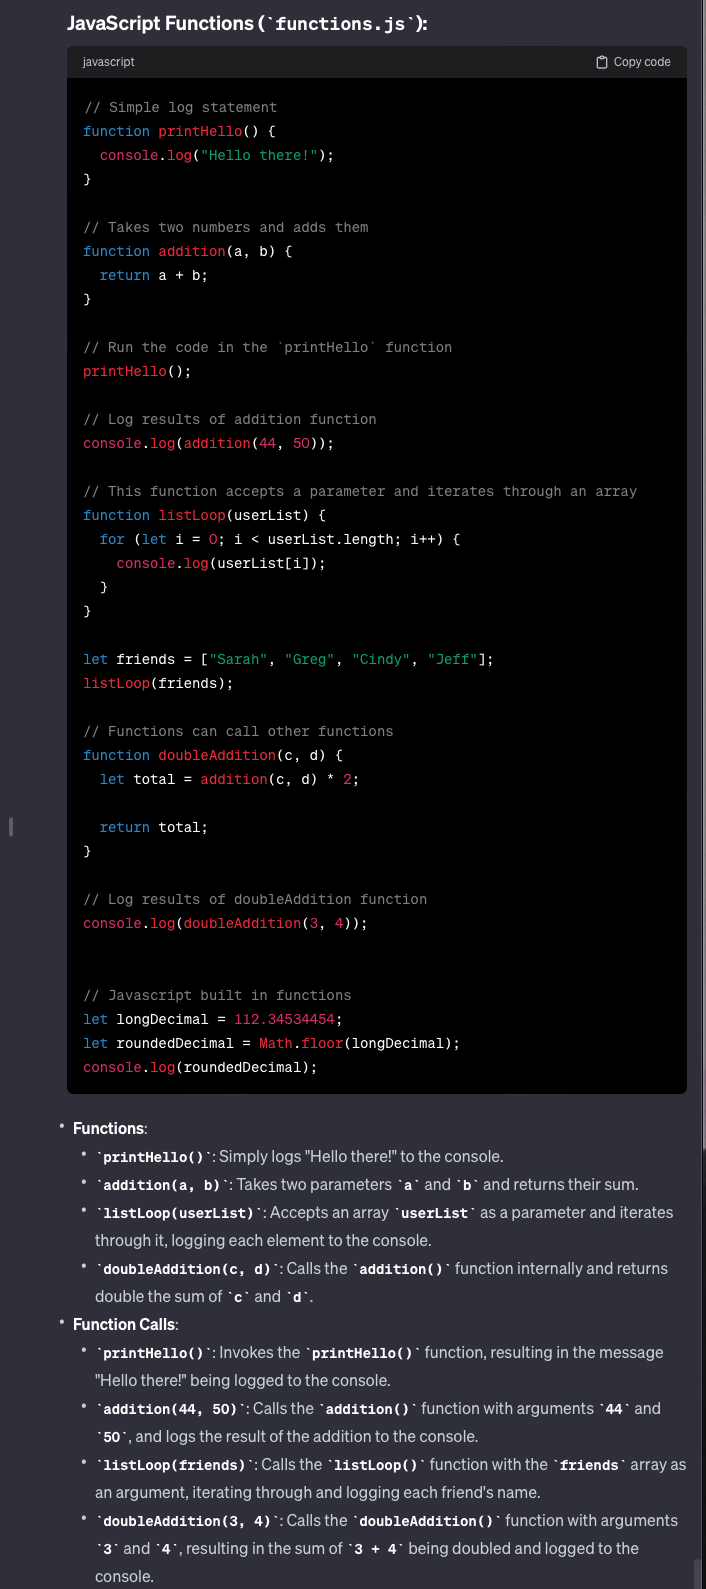 JavaScript Functions (`functions.js`):
javascript
Copy code
// Simple log statement
function printHello() {
  console.log("Hello there!");
}
// Takes two numbers and adds them
function addition(a, b) {
  return a + b;
}
// Run the code in the `printHello` function
printHello();
// Log results of addition function
console.log(addition(44, 50));
// This function accepts a parameter and iterates through an array
function listLoop(userList) {
  for (let i = 0; i < userList.length; i++) {
    console.log(userList[i]);
  }
}
let friends = ["Sarah", "Greg", "Cindy", "Jeff"];
listLoop(friends);
// Functions can call other functions
function doubleAddition(c, d) {
  let total = addition(c, d) * 2;
  return total;
}
// Log results of doubleAddition function
console.log(doubleAddition(3, 4));
// Javascript built in functions
let longDecimal = 112.34534454;
let roundedDecimal = Math.floor(longDecimal);
console.log(roundedDecimal);
• Functions:
• `printHello()`: Simply logs "Hello there!" to the console.
• `addition(a, b)`: Takes two parameters `a` and `b` and returns their sum.
• `listLoop(userList)`: Accepts an array `userList` as a parameter and iterates
through it, logging each element to the console.
• `doubleAddition(c, d)`: Calls the `addition()` function internally and returns
double the sum of `c` and `d`.
• Function Calls:
• `printHello()`: Invokes the `printHello()` function, resulting in the message
"Hello there!" being logged to the console.
• `addition(44, 50)`: Calls the `addition()` function with arguments `44` and
`50`, and logs the result of the addition to the console.
• `listLoop(friends)`: Calls the `listLoop()` function with the `friends` array as
an argument, iterating through and logging each friend's name.
• `doubleAddition(3, 4)`: Calls the `doubleAddition()` function with arguments
`3` and `4`, resulting in the sum of `3 + 4` being doubled and logged to the
console.